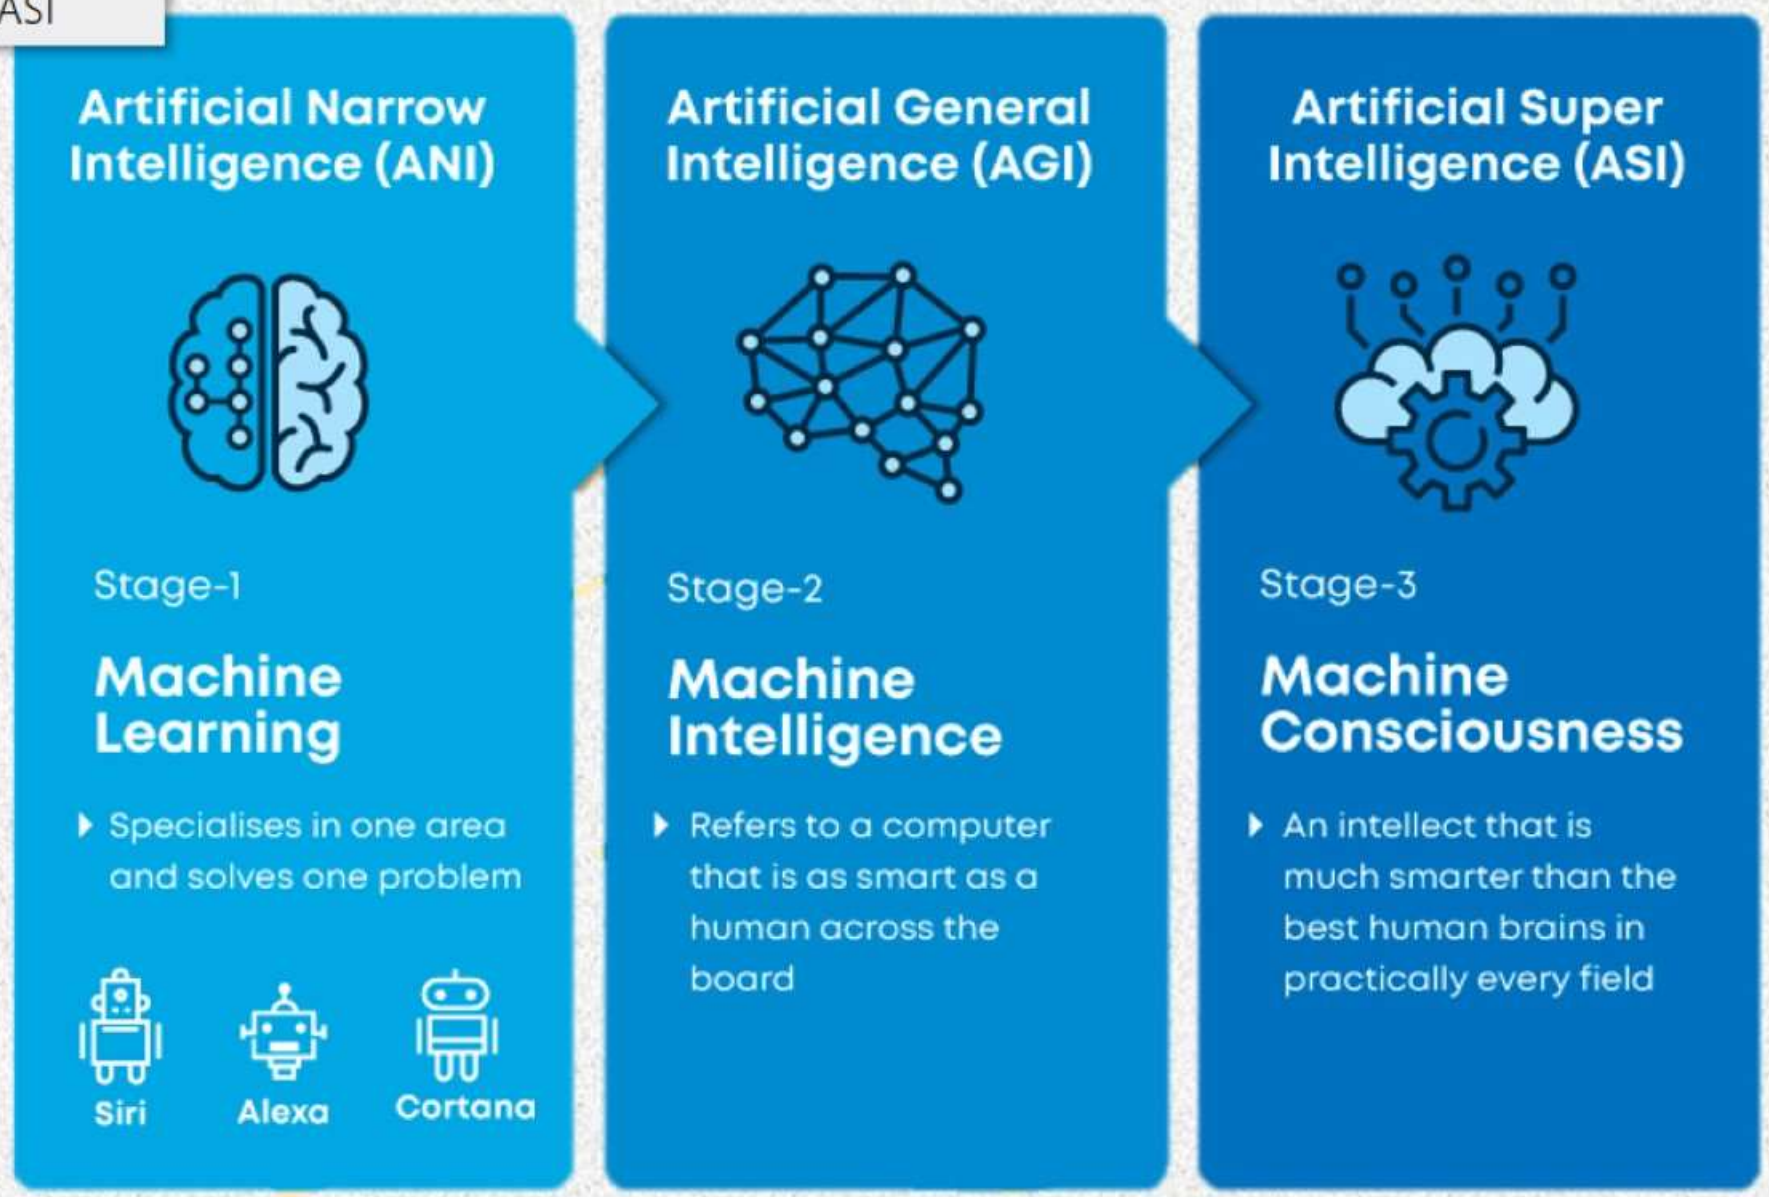 ASI
Artificial Narrow
Intelligence (ANI)
Stage-1
Machine
Learning
Specialises in one area
and solves one problem
Siri
Alexa
Cortana
Artificial General
Intelligence (AGI)
Stage-2
Machine
Intelligence
Refers to a computer
that is as smart as a
human across the
board
Artificial Super
Intelligence (ASI)
Stage-3
Machine
Consciousness
An intellect that is
much smarter than the
best human brains in
practically every field